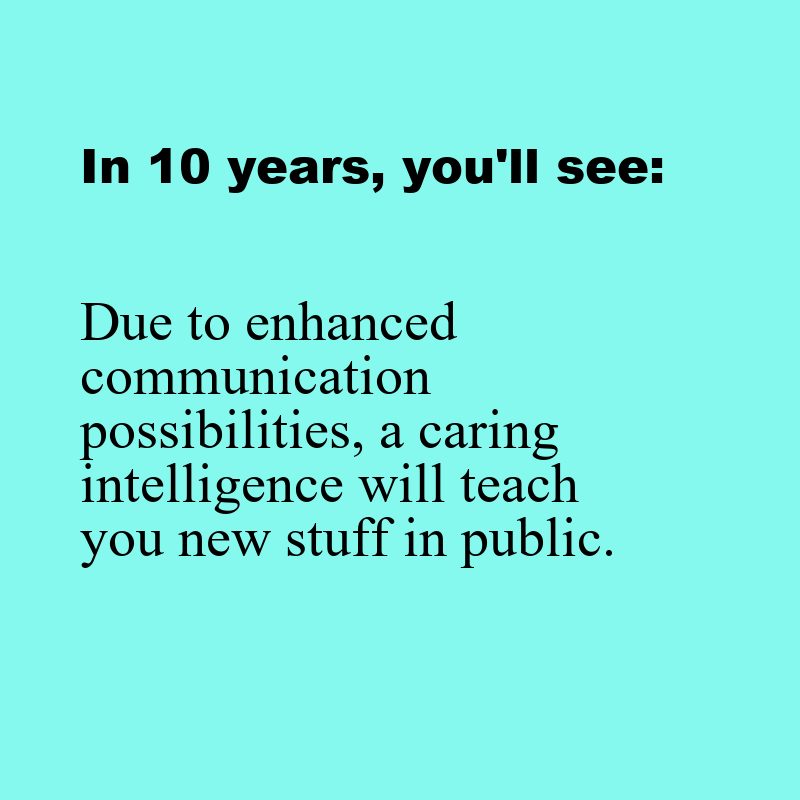 In 10 years, you'll see:
Due to enhanced
communication
possibilities, a caring
intelligence will teach
you new stuff in public.